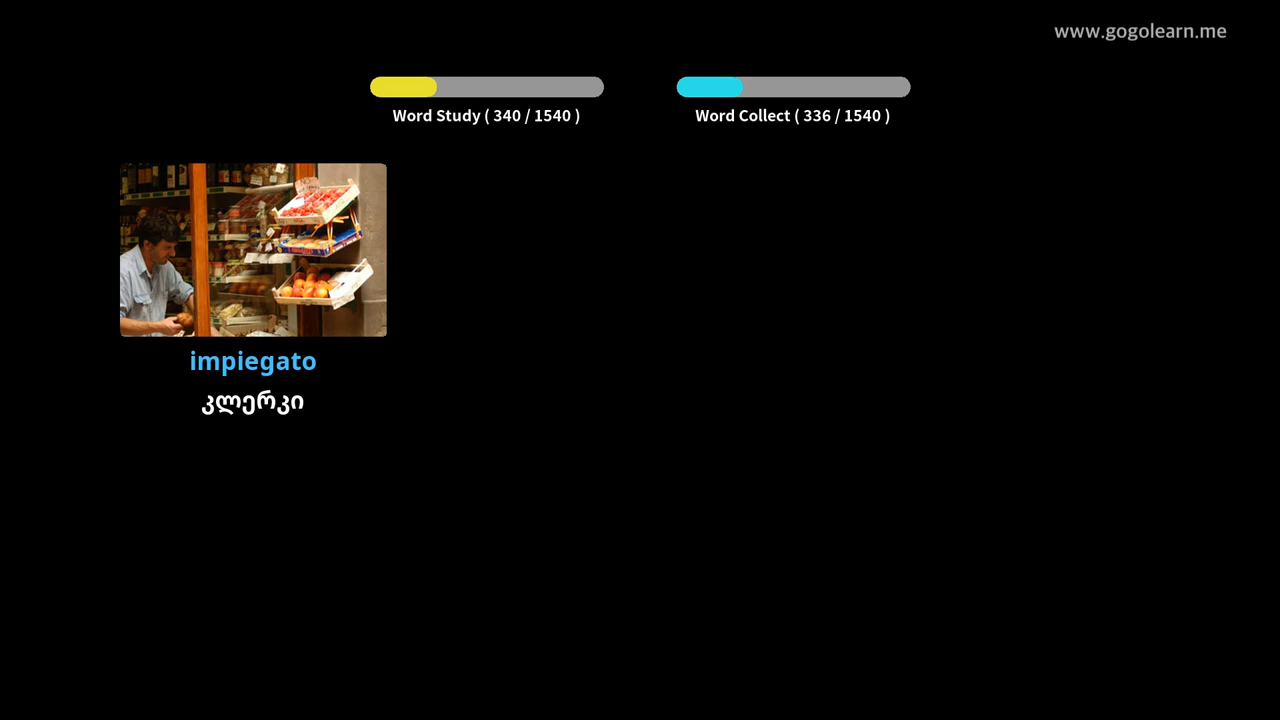 www.gogolearn.me
Word Study ( 340 / 1540 )
Word Collect ( 336 / 1540 )
impiegato
კლერკი